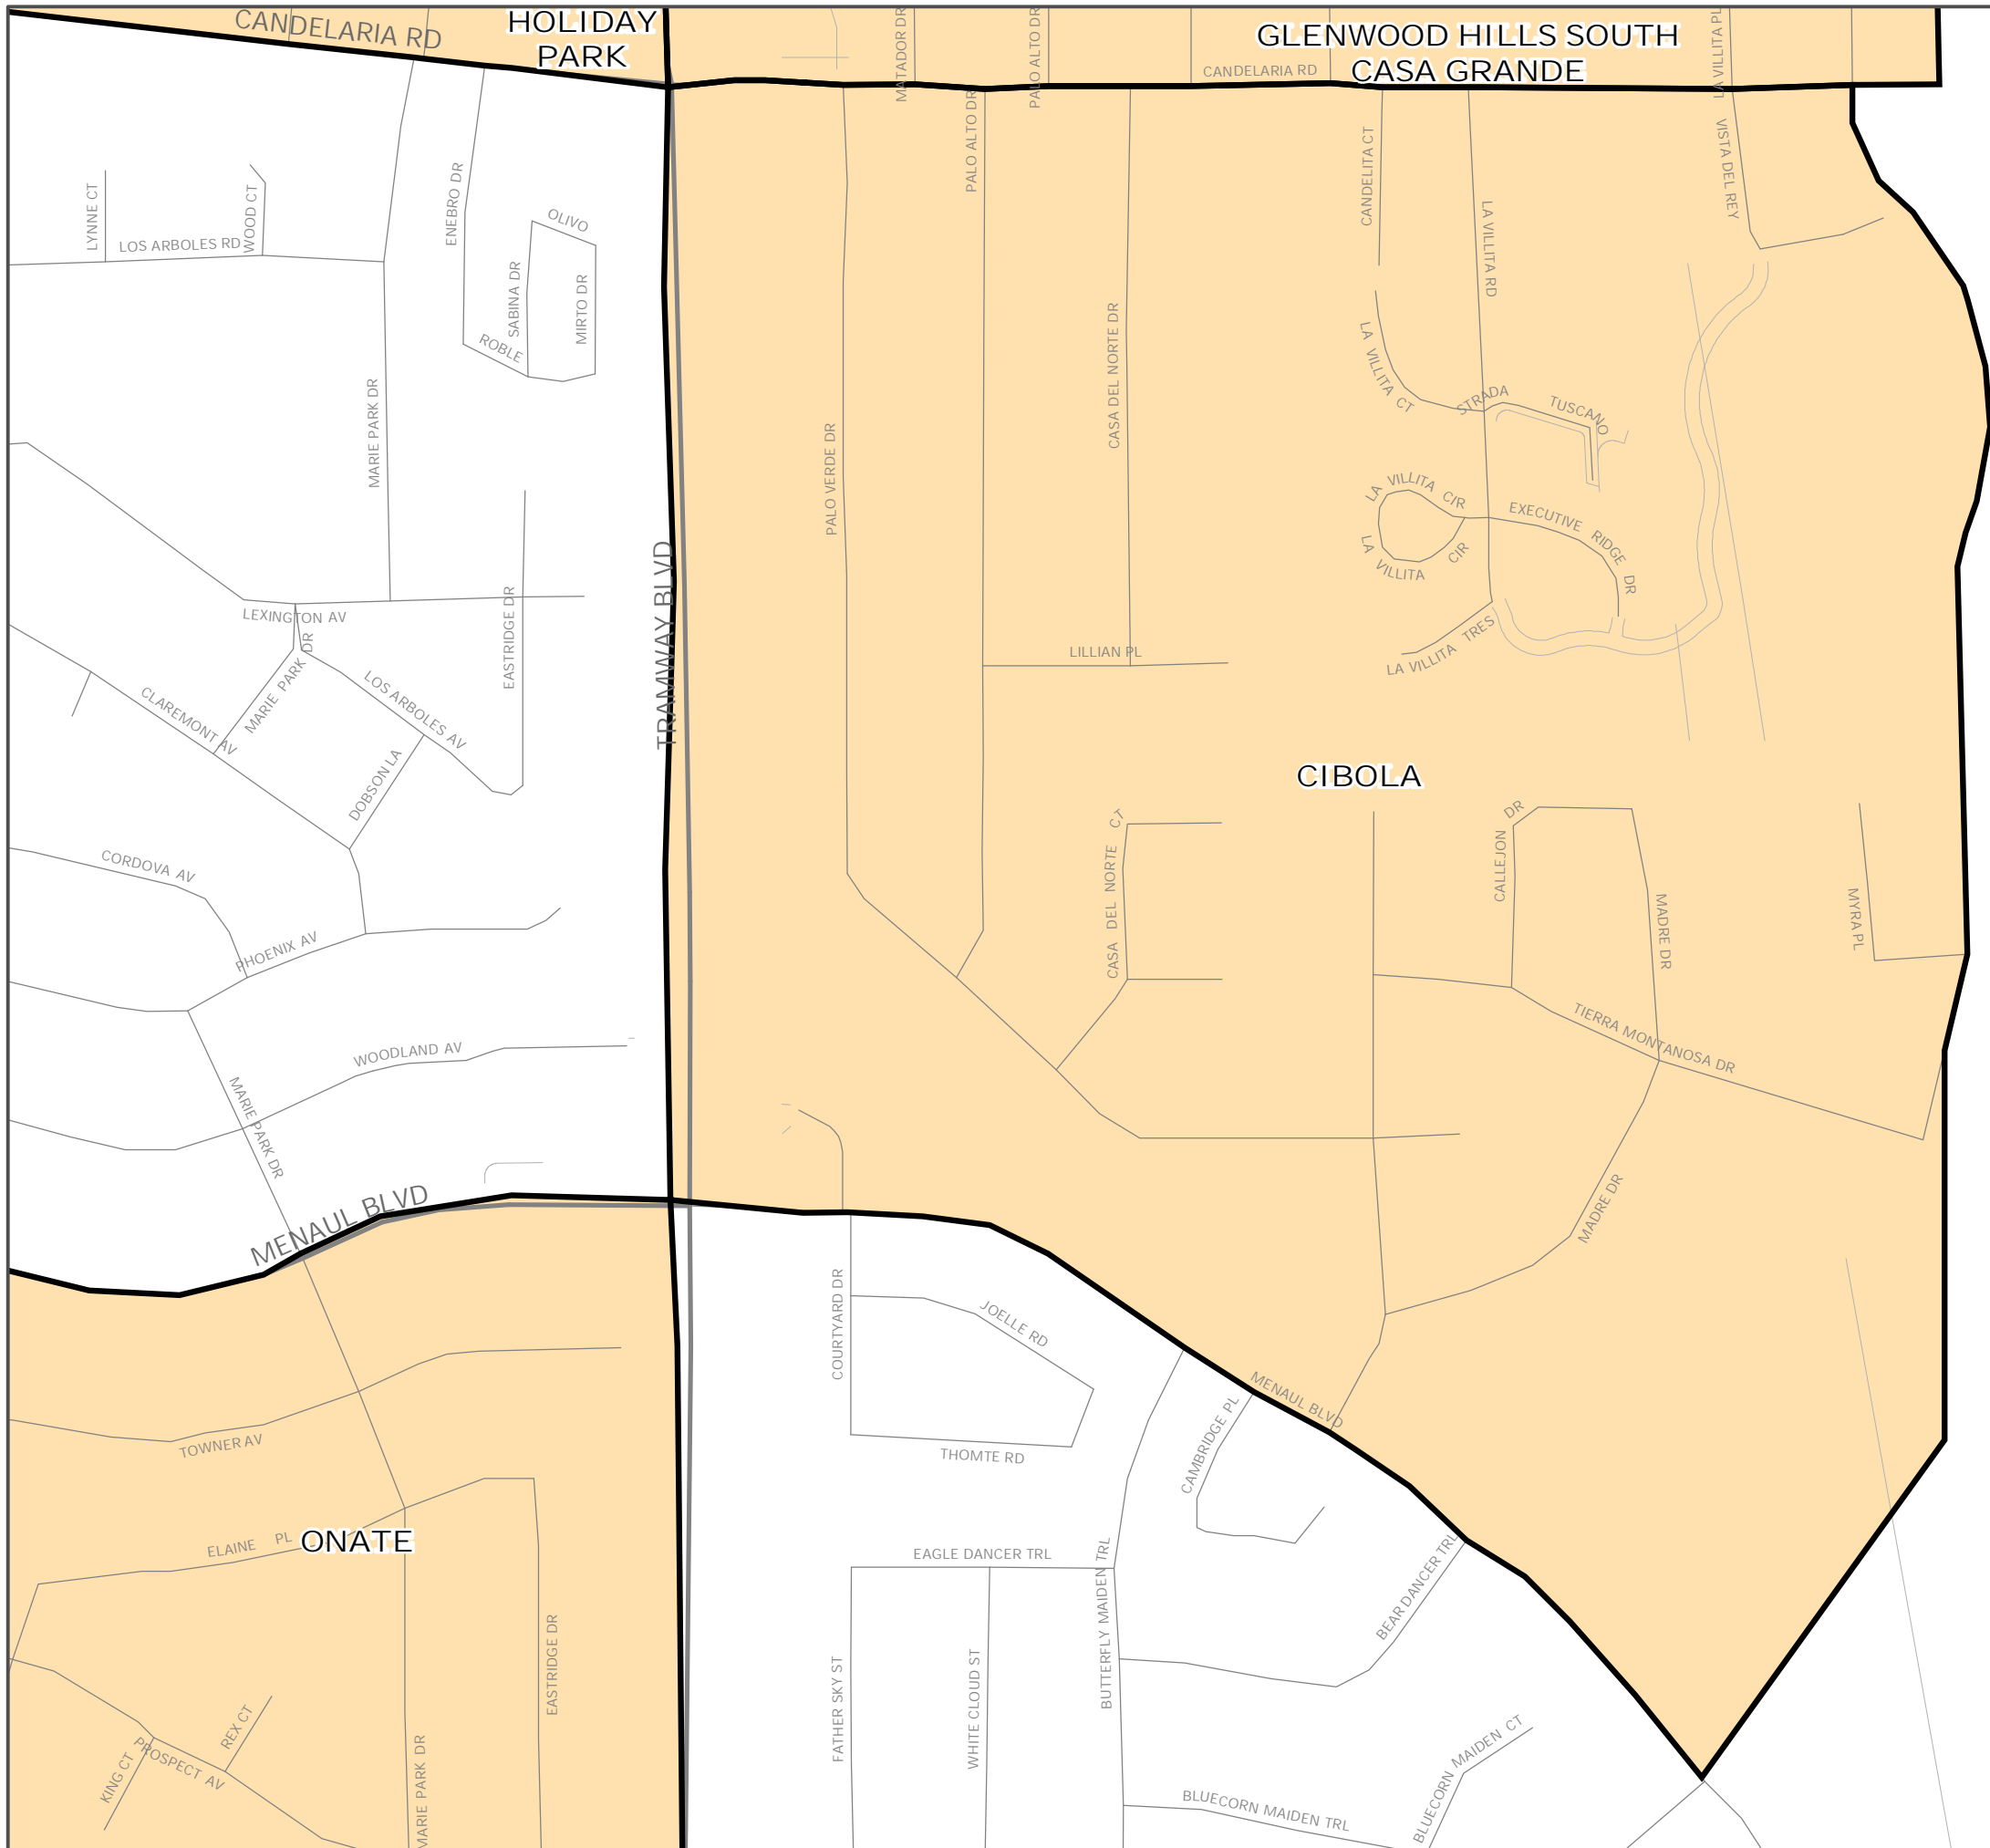 CANDELARIA RD
HOLIDAY
PARK
MATADOR DR
PALO ALTO DR
GLENWOOD HILLS SOUTH
CASA GRANDE
CANDELARIA RD
LA VILLITA PL
LYNNE CT
WOOD CT
LOS ARBOLES RD
ENEBRO DR
OLIVO
SABINA DR
MIRTO DR
ROBLE
PALO ALTO DR
CANDELITA CT
LA VILLITA RD
VISTA DEL REY
MARIE PARK DR
PALO VERDE DR
CASA DEL NORTE DR
LA VILLITA CT
STRADA TUSCANO
LA VILLITA CIR
LA VILLITA CIR
EXECUTIVE RIDGE DR
LEXINGTON AV
EASTRIDGE DR
TRAMWAY BLVD
LILLIAN PL
LA VILLITA TRES
MARIE PARK DR
CLAREMONT AV
LOS ARBOLES AV
DOBSON LA
CIBOLA
CASA DEL NORTE CT
CALLEJON DR
MADRE DR
MYRA PL
CORDOVA AV
PHOENIX AV
WOODLAND AV
TIERRA MONTANOSA DR
MARIE PARK DR
MENAUL BLVD
MADRE DR
COURTYARD DR
JOELLE RD
MENAUL BLVD
CAMBRIDGE PL
THOMTE RD
TOWNER AV
ELAINE PL
ONATE
EAGLE DANCER TRL
BUTTERFLY MAIDEN TRL
BEAR DANCER TRL
EASTRIDGE DR
FATHER SKY ST
WHITE CLOUD ST
REX CT
KING CT
PROSPECT AV
MARIE PARK DR
BLUECORN MAIDEN CT
BLUECORN MAIDEN TRL